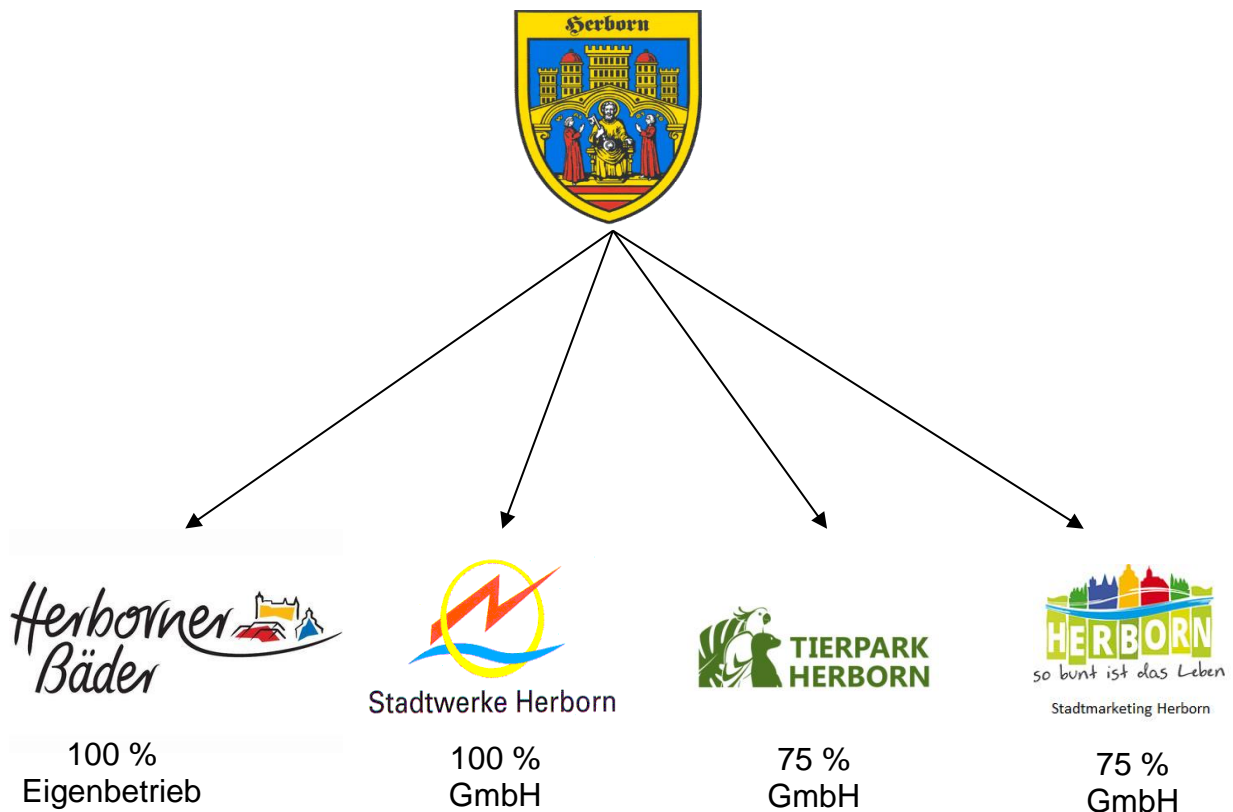 Herborn
Herborner
Bäder
100 %
Eigenbetrieb
Stadtwerke Herborn
100 %
GmbH
TIERPARK
HERBORN
75 %
GmbH
HERBORN
so bunt ist das Leben
Stadtmarketing Herborn
75 %
GmbH